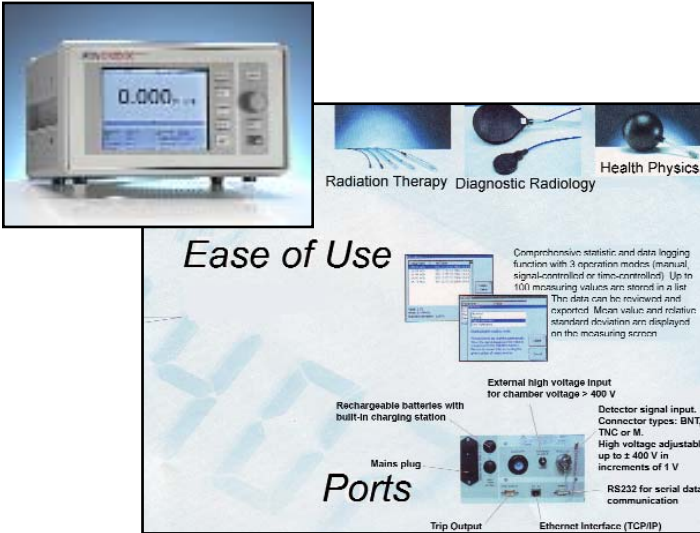 0.000
Radiation Therapy
Diagnostic Radiology
Health Physics
Ease of Use
Comprehensive statistic and data logging
function with 3 operation modes (manual,
signal-controlled or time-controlled). Up to
100 measuring values are stored in a list.
The data can be reviewed and
exported. Mean value and relative
standard deviation are displayed
on the measuring screen
External high voltage input
for chamber voltage > 400 V
Rechargeable batteries with
built-in charging station
Detector signal input.
Connector types: BNT,
TNC or M.
High voltage adjustabl
up to ± 400 V in
increments of 1 V
Mains plug
Ports
RS232 for serial data
communication
Trip Output
Ethernet Interface (TCP/IP)